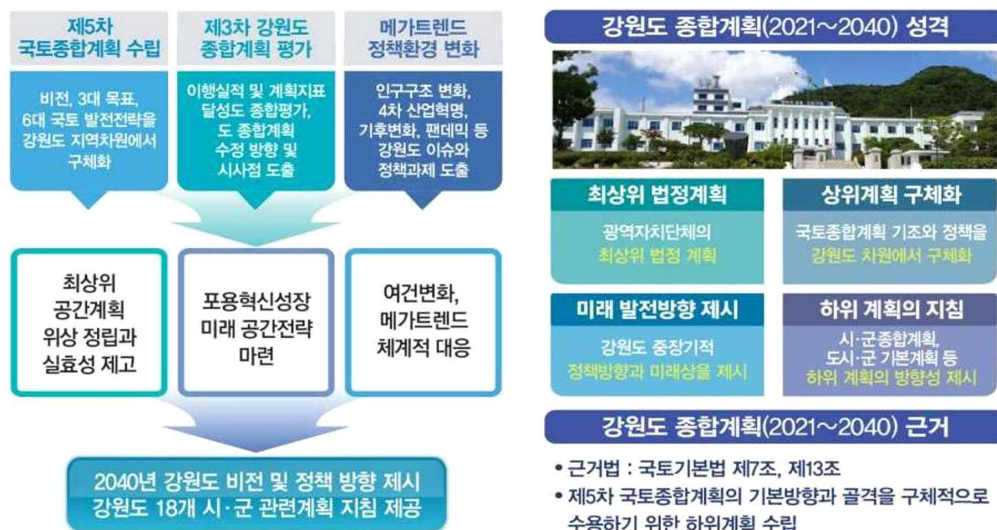 제5차
국토종합계획 수립
비전, 3대 목표,
6대 국토 발전전략을
강원도 지역차원에서
구체화
제3차 강원도
종합계획 평가
이행실적 및 계획지표
달성도 종합평가,
도 종합계획
수정 방향 및
시사점 도출
메가트렌드
정책환경 변화
인구구조 변화,
4차 산업혁명,
기후변화, 팬데믹 등
강원도 이슈와
정책과제 도출
최상위
공간계획
위상 정립과
실효성 제고
포용혁신성장
미래 공간전략
마련
여건변화,
메가트렌드
체계적 대응
2040년 강원도 비전 및 정책 방향 제시
강원도 18개 시·군 관련계획 지침 제공
강원도 종합계획(2021~2040) 성격
최상위 법정계획
광역자치단체의
최상위 법정 계획
상위계획 구체화
국토종합계획 기조와 정책을
강원도 차원에서 구체화
미래 발전방향 제시
강원도 중장기적
정책방향과 미래상을 제시
하위 계획의 지침
시·군종합계획,
도시·군 기본계획 등
하위 계획의 방향성 제시
강원도 종합계획(2021~2040) 근거
• 근거법 : 국토기본법 제7조, 제13조
• 제5차 국토종합계획의 기본방향과 골격을 구체적으로
수용하기 위한 하위계획 수립